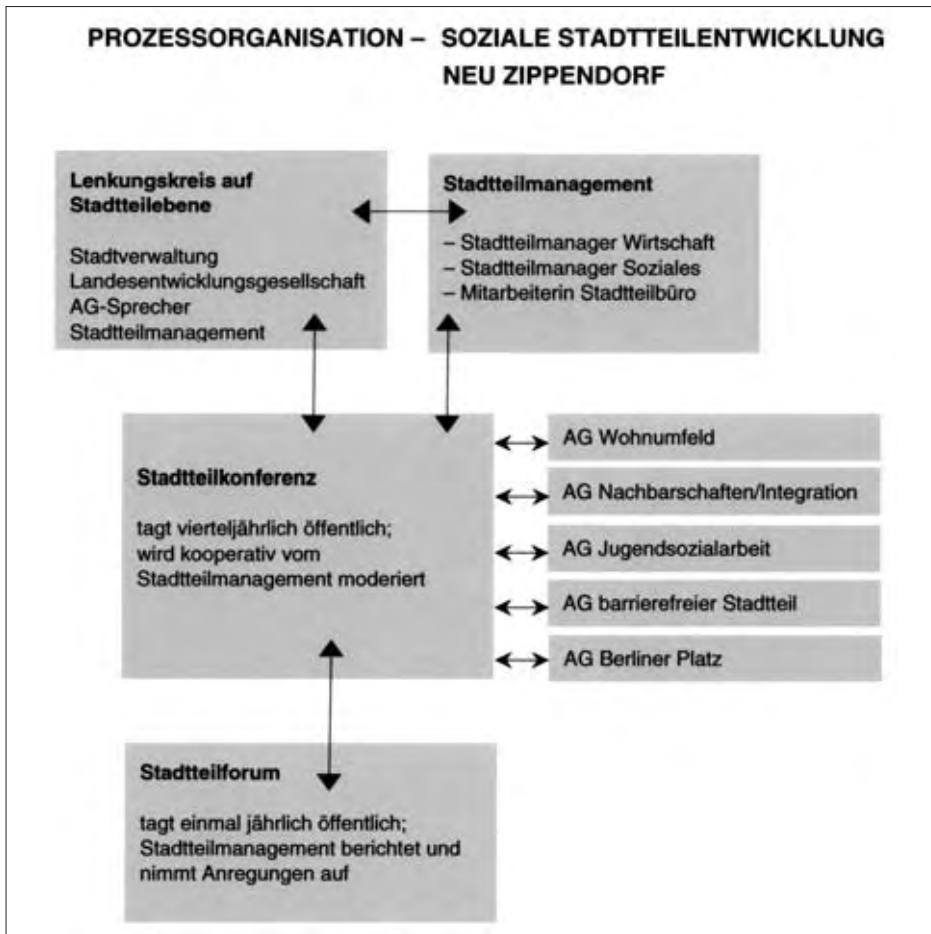 PROZESSORGANISATION – SOZIALE STADTTEILENTWICKLUNG
NEU ZIPPENDORF
Lenkungskreis auf
Stadtteilebene
Stadtverwaltung
Landesentwicklungsgesellschaft
AG-Sprecher
Stadtteilmanagement
Stadtteilmanagement
– Stadtteilmanager Wirtschaft
– Stadtteilmanager Soziales
– Mitarbeiterin Stadtteilbüro
Stadtteilkonferenz
tagt vierteljährlich öffentlich;
wird kooperativ vom
Stadtteilmanagement moderiert
AG Wohnumfeld
AG Nachbarschaften/Integration
AG Jugendsozialarbeit
AG barrierefreier Stadtteil
AG Berliner Platz
Stadtteilforum
tagt einmal jährlich öffentlich;
Stadtteilmanagement berichtet und
nimmt Anregungen auf